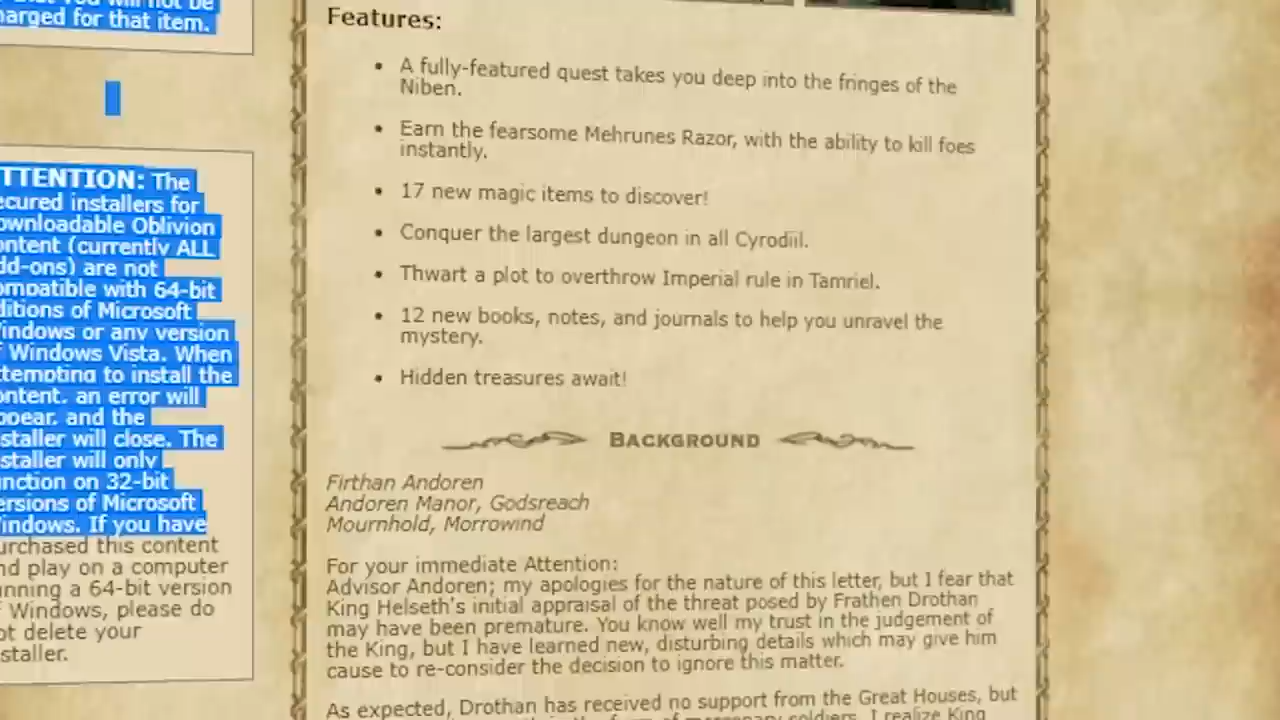 harged for that item.
TTENTION: The
ecured installers for
ownloadable Oblivion
ontent (currently ALL
dd-ons) are not
ompatible with 64-bit
ditions of Microsoft
indows or any version
f Windows Vista. When
ttempting to install the
ontent, an error will
ppear, and the
staller will close. The
staller will only
nction on 32-bit
ersions of Microsoft
indows. If you have
urchased this content
nd play on a computer
nning a 64-bit version
f Windows, please do
ot delete your
staller.
Features:
• A fully-featured quest takes you deep into the fringes of the
Niben.
• Earn the fearsome Mehrunes Razor, with the ability to kill foes
instantly.
• 17 new magic items to discover!
• Conquer the largest dungeon in all Cyrodiil.
• Thwart a plot to overthrow Imperial rule in Tamriel.
• 12 new books, notes, and journals to help you unravel the
mystery.
• Hidden treasures await!
BACKGROUND
Firthan Andoren
Andoren Manor, Godsreach
Mournhold, Morrowind
For your immediate Attention:
Advisor Andoren; my apologies for the nature of this letter, but I fear that
King Helseth's initial appraisal of the threat posed by Frathen Drothan
may have been premature. You know well my trust in the judgement of
the King, but I have learned new, disturbing details which may give him
cause to re-consider the decision to ignore this matter.
As expected, Drothan has received no support from the Great Houses, but
soldiers. I realize King